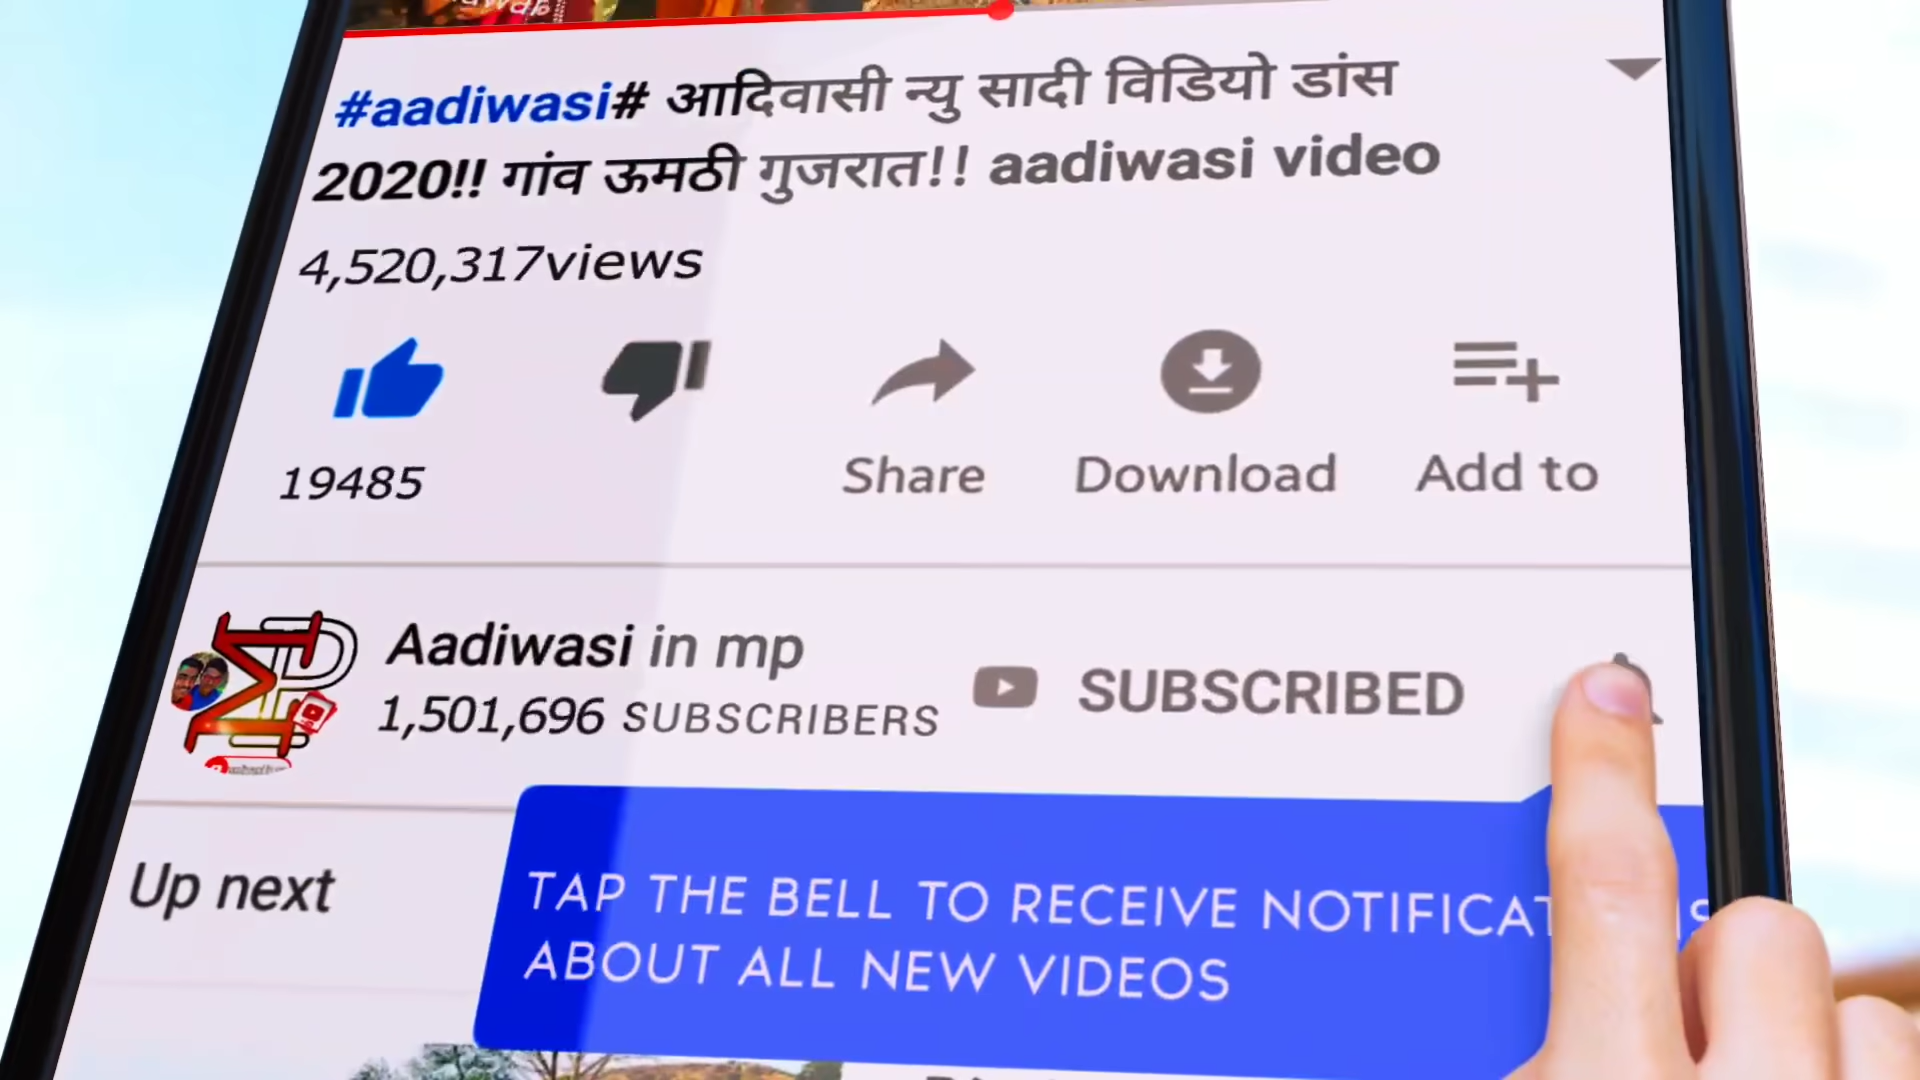 #aadiwasi# आदिवासी न्यु सादी विडियो डांस
2020!! गांव ऊमठी गुजरात!! aadiwasi video
4,520,317views
19485
Share
Download
Add to
Aadiwasi in mp
1,501,696 SUBSCRIBERS
SUBSCRIBED
Up next
TAP THE BELL TO RECEIVE
ABOUT ALL NEW VIDEOS